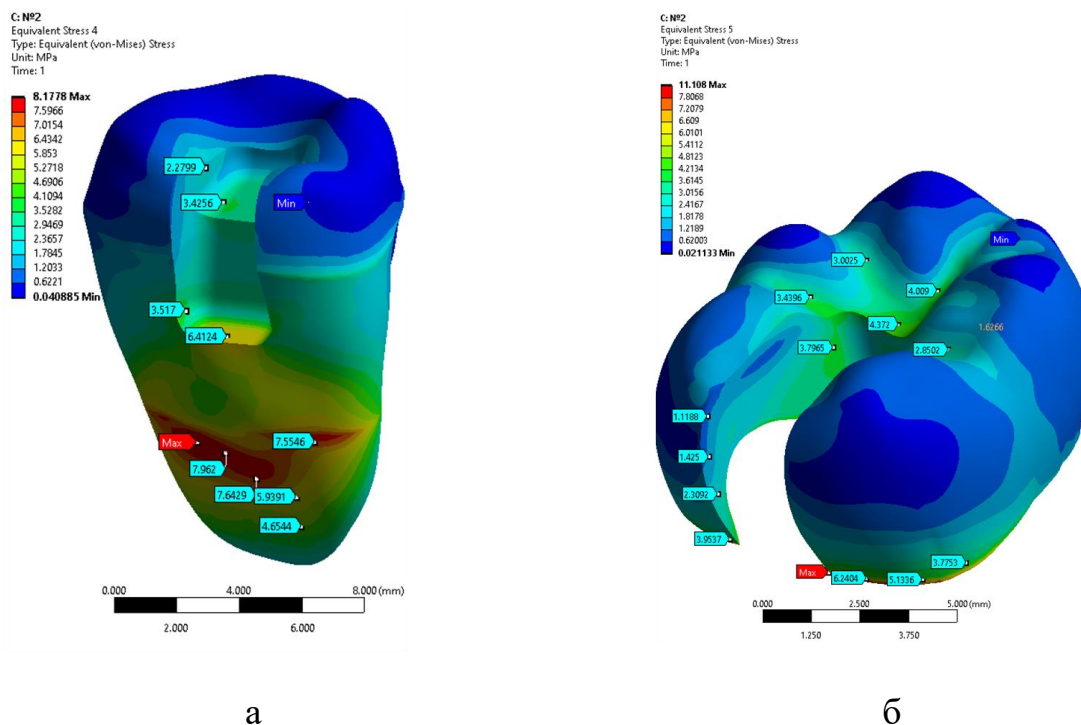 C: №2
Equivalent Stress 4
Type: Equivalent (von-Mises) Stress
Unit: MPa
Time: 1
8.1778 Max
7.5966
7.0154
6.4342
5.853
5.2718
4.6906
4.1094
3.5282
2.9469
2.3657
1.7845
1.2033
0.6221
0.040885 Min
2.2799
3.4256
Min
3.517
6.4124
Max
7.5546
7.962
7.6429
5.9391
4.6544
0.000
4.000
8.000 (mm)
2.000
6.000
а
C: №2
Equivalent Stress 5
Type: Equivalent (von-Mises) Stress
Unit: MPa
Time: 1
11.108 Max
7.8068
7.2079
6.609
6.0101
5.4112
4.8123
4.2134
3.6145
3.0156
2.4167
1.8178
1.2189
0.62003
0.021133 Min
Min
3.0025
4.009
3.4396
4.372
1.6266
3.7965
2.8502
1.1188
1.425
2.3092
3.9537
3.7753
Max
6.2404
5.1336
0.000
2.500
5.000 (mm)
1.250
3.750
б